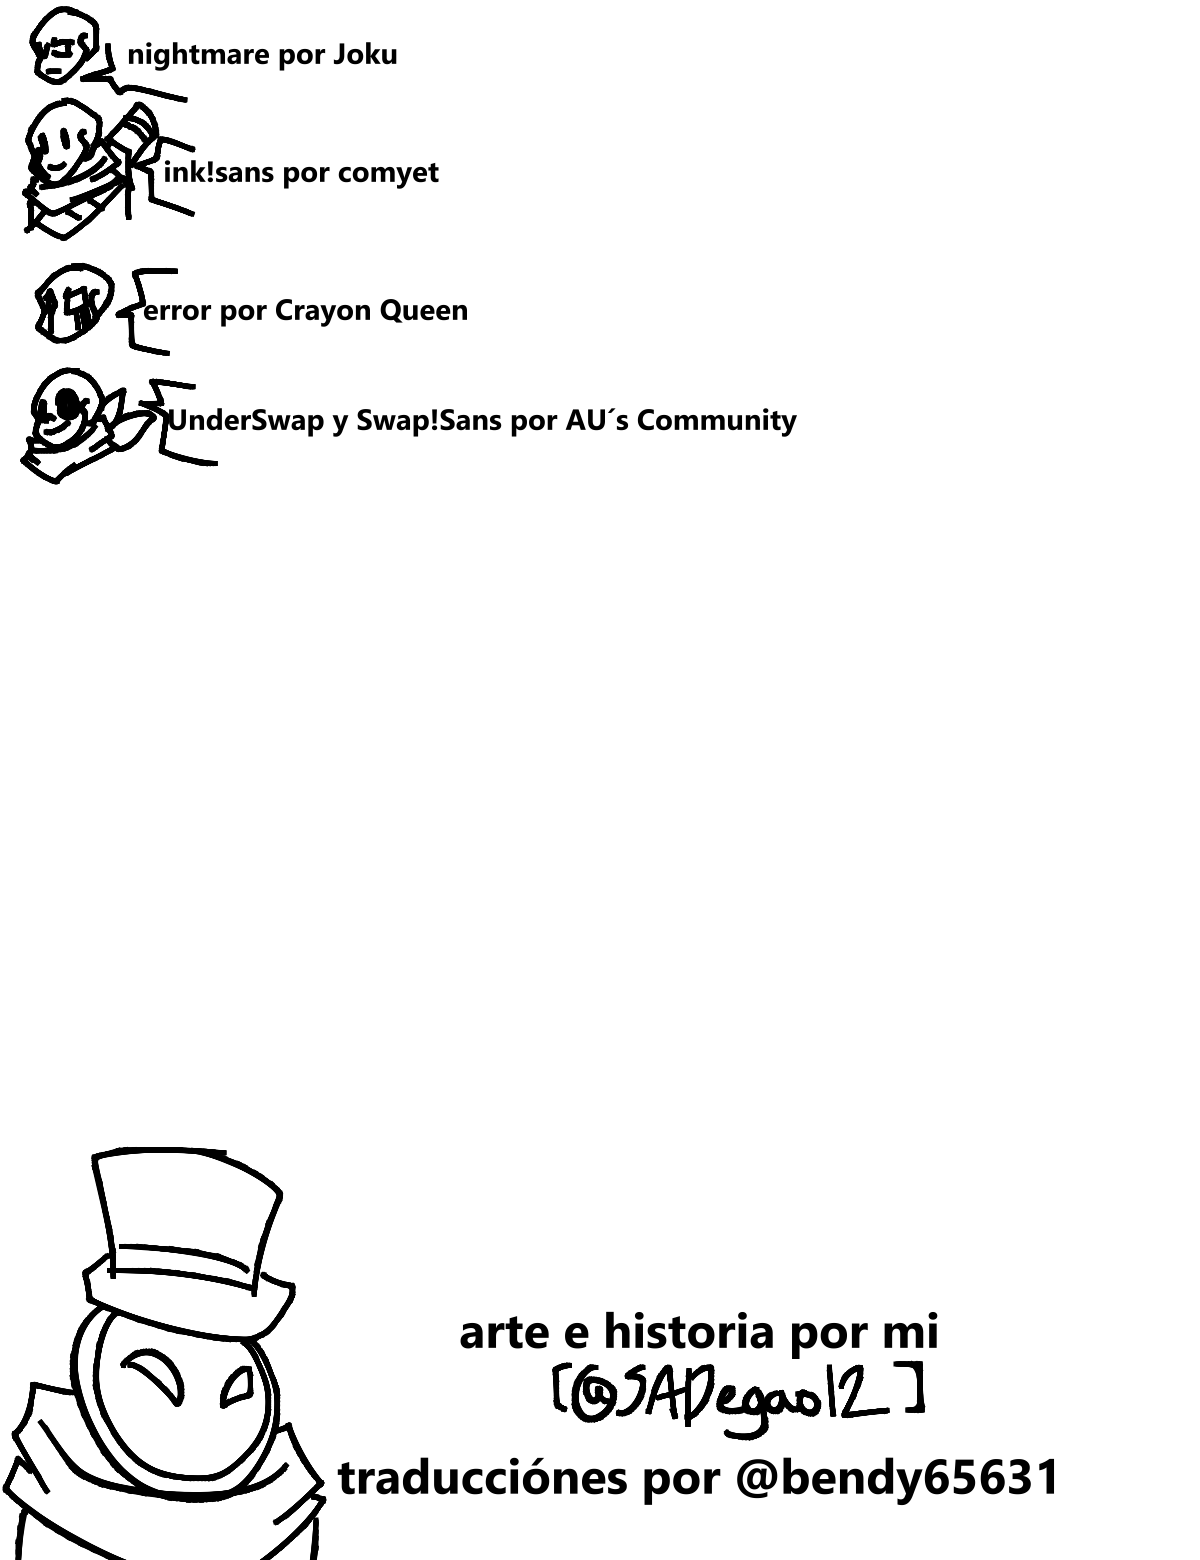 nightmare por Joku
ink!sans por comyet
error por Crayon Queen
UnderSwap y Swap!Sans por AU´s Community
arte e historia por mi
[@SADegao12]
traducciónes por @bendy65631